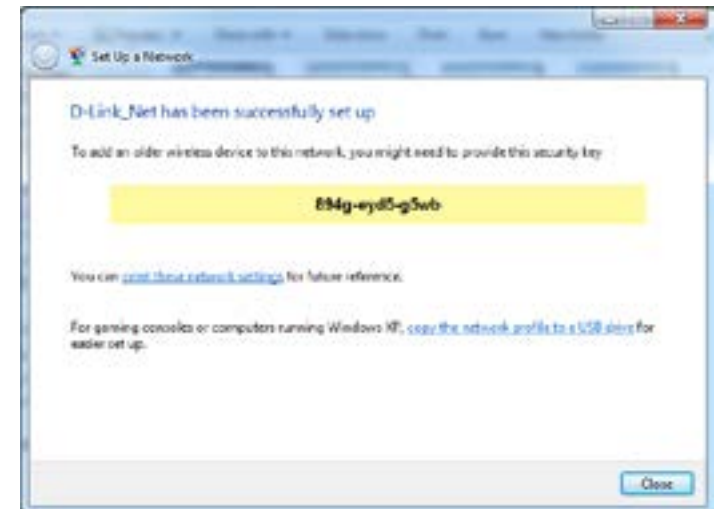 Set Up a Network
D-Link_Net has been successfully set up
To add an older wireless device to this network, you might need to provide this security key
894g-eyd5-g5wb
You can print these network settings for future reference.
For gaming consoles or computers running Windows XP, copy the network profile to a USB drive for
easier set up.
Close